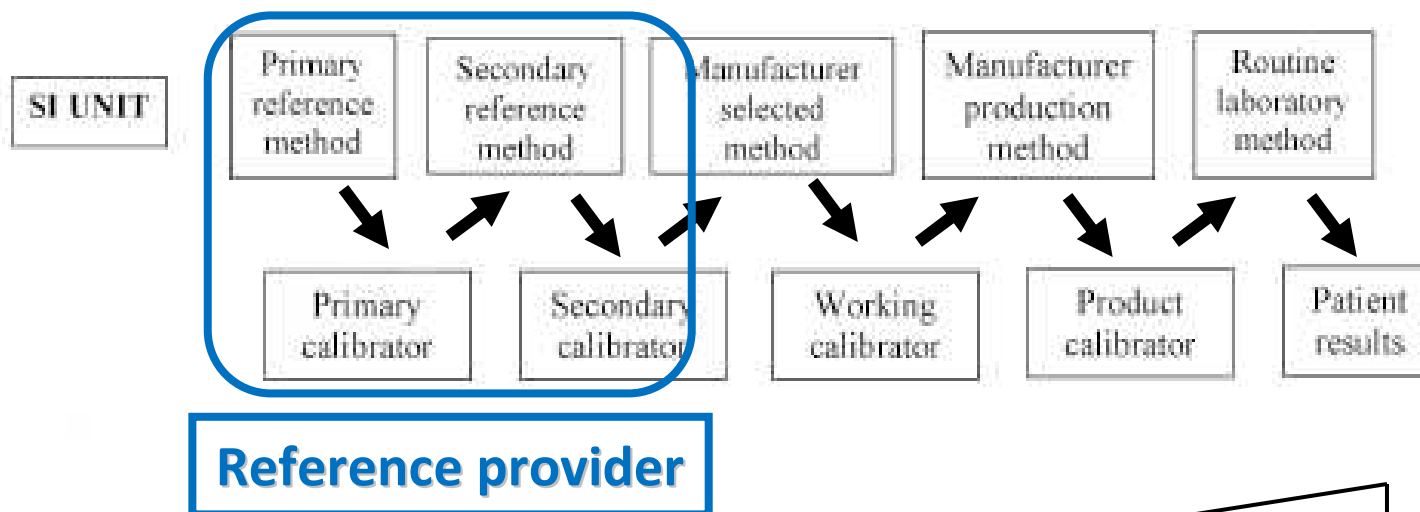 SI UNIT
Primary
reference
method
Secondary
reference
method
Manufacturer
selected
method
Manufacturer
production
method
Routine
laboratory
method
Primary
calibrator
Secondary
calibrator
Working
calibrator
Product
calibrator
Patient
results
Reference provider